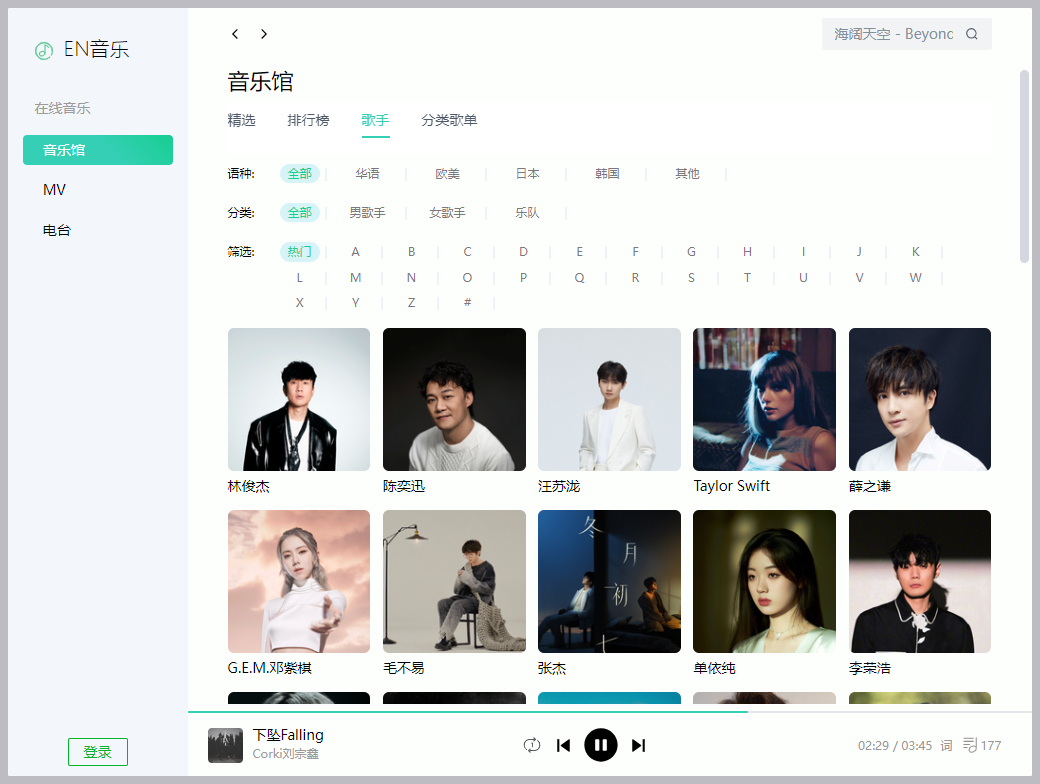 EN音乐
在线音乐
音乐馆
MV
电台
登录
海阔天空 - Beyonc
音乐馆
精选 排行榜 歌手 分类歌单
语种: 全部 华语 欧美 日本 韩国 其他
分类: 全部 男歌手 女歌手 乐队
筛选: 热门 A B C D E F G H I J K
L M N O P Q R S T U V W
X Y Z #
林俊杰 陈奕迅 汪苏泷 Taylor Swift 薛之谦
冬
月
初
七
G.E.M.邓紫棋 毛不易 张杰 单依纯 李荣浩
下坠Falling
Corki刘宗鑫
02:29 / 03:45 词 177